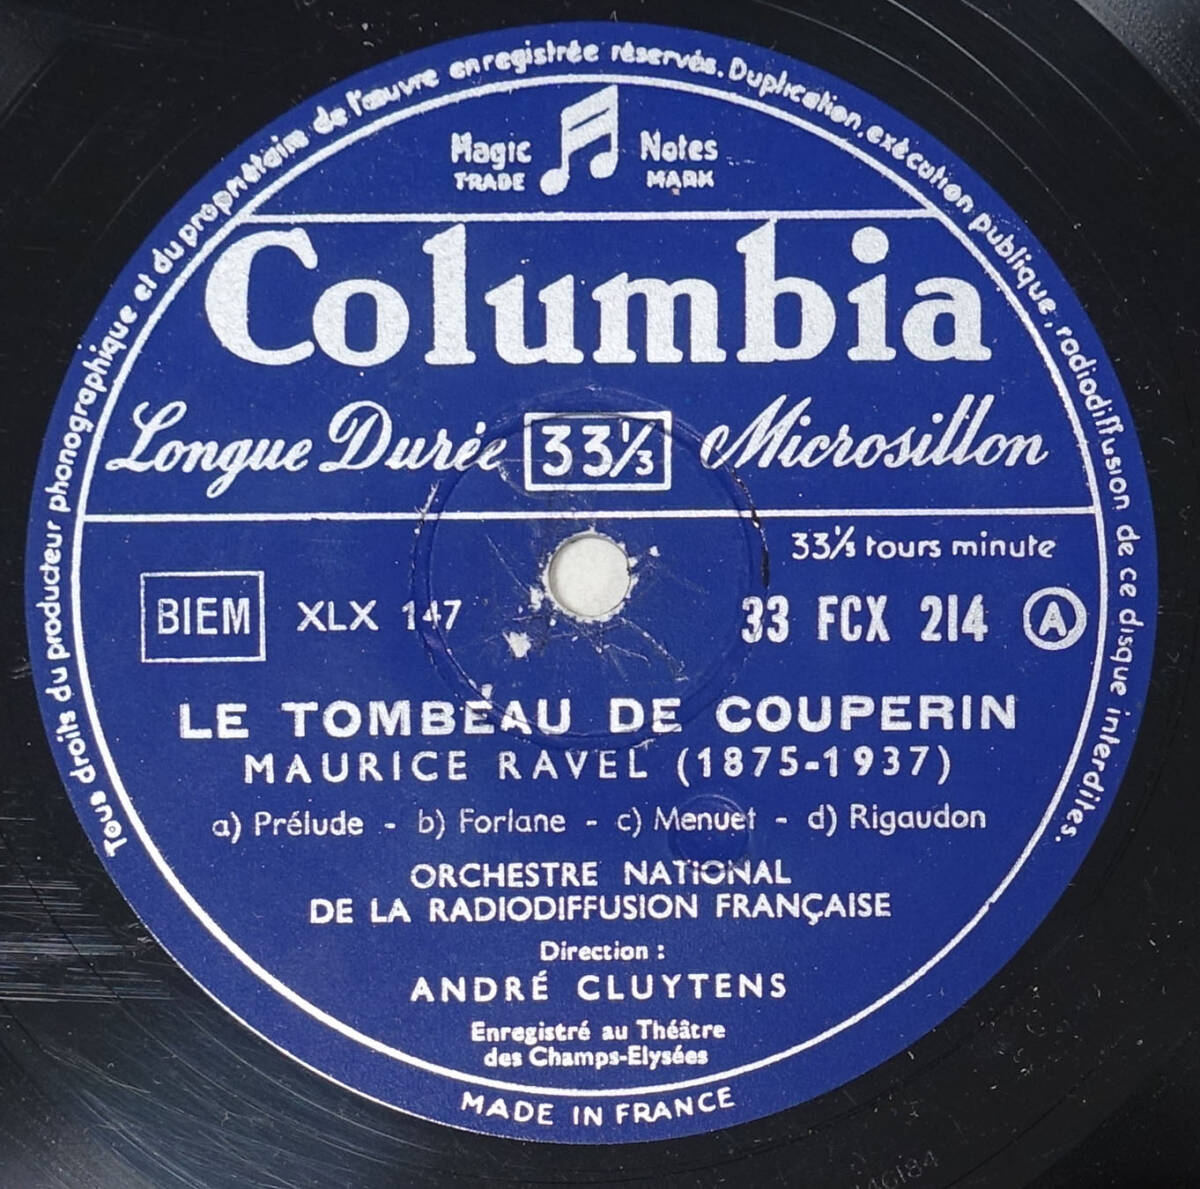 Tous droits du producteur phonographique et du propriétaire de l'œuvre enregistrée réservés. Duplication, exécution publique, radiodiffusion de ce disque interdites.
Magic Notes
TRADE MARK
Columbia
Longue Durée 33⅓ Microsillon
33⅓ tours minute
BIEM XLX 147 33 FCX 214 A
LE TOMBEAU DE COUPERIN
MAURICE RAVEL (1875-1937)
a) Prélude - b) Forlane - c) Menuet - d) Rigaudon
ORCHESTRE NATIONAL
DE LA RADIODIFFUSION FRANÇAISE
Direction :
ANDRÉ CLUYTENS
Enregistré au Théâtre
des Champs-Elysées
MADE IN FRANCE